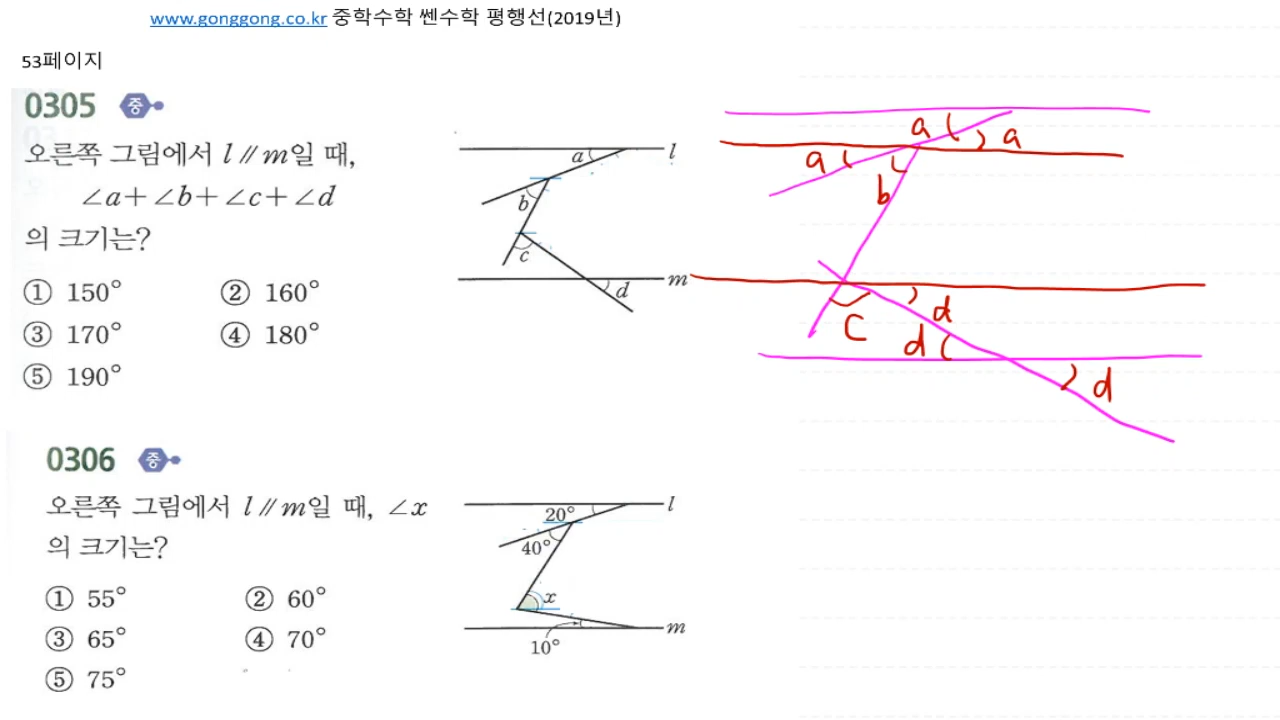 www.gonggong.co.kr 중학수학 쎈수학 평행선(2019년)
53페이지
0305 중
오른쪽 그림에서 l∥m일 때,
∠a+∠b+∠c+∠d
의 크기는?
① 150° ② 160°
③ 170° ④ 180°
⑤ 190°
a l
b
c
d m
a a
a
b
d
c d
d
0306 중
오른쪽 그림에서 l∥m일 때, ∠x
의 크기는?
① 55° ② 60°
③ 65° ④ 70°
⑤ 75°
20° l
40°
x
m
10°